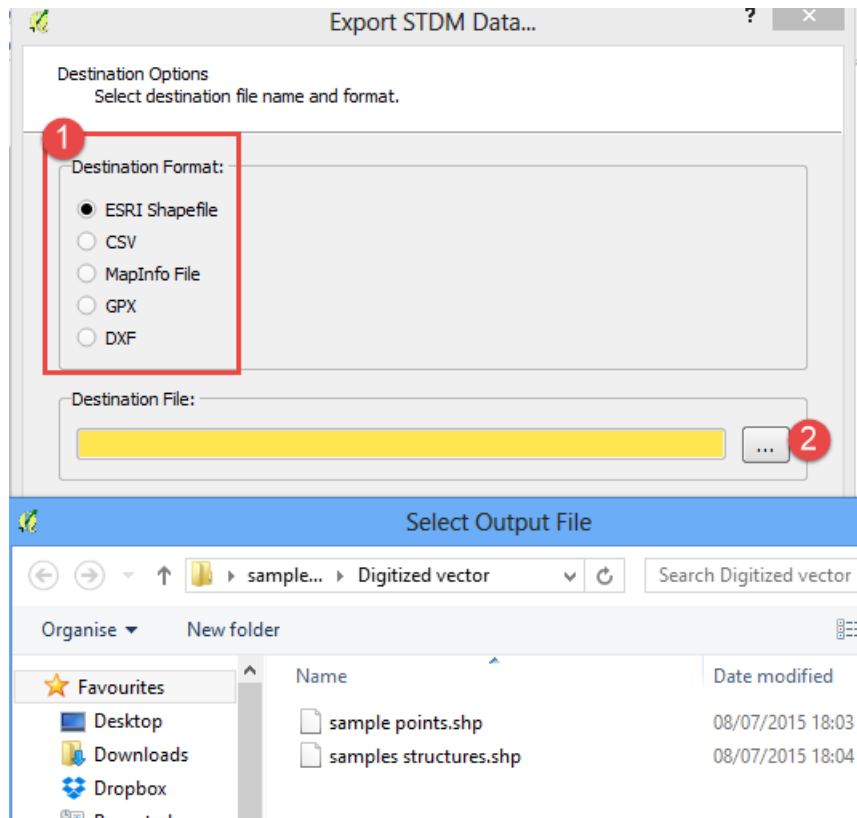 Export STDM Data...
?
Destination Options
Select destination file name and format.
1
Destination Format:
ESRI Shapefile
CSV
MapInfo File
GPX
DXF
Destination File:
... 2
Select Output File
sample... Digitized vector
Search Digitized vector
Organise New folder
Name Date modified
Favourites
Desktop
Downloads
Dropbox
sample points.shp 08/07/2015 18:03
samples structures.shp 08/07/2015 18:04